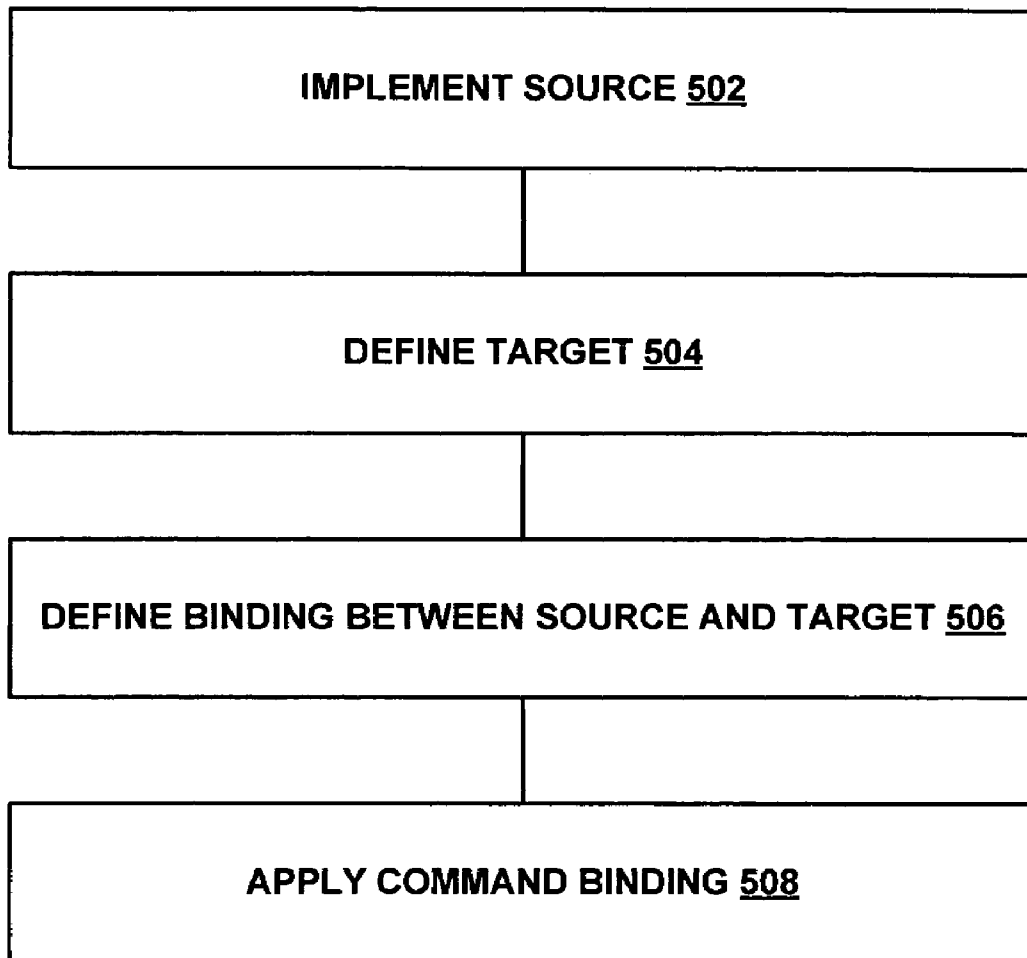 IMPLEMENT SOURCE 502
DEFINE TARGET 504
DEFINE BINDING BETWEEN SOURCE AND TARGET 506
APPLY COMMAND BINDING 508